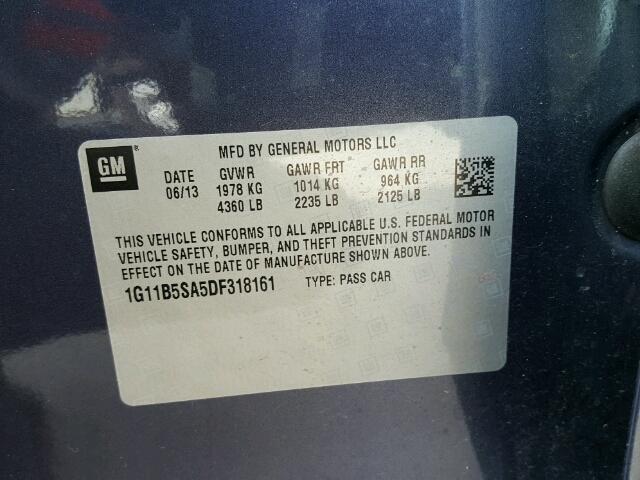 MFD BY GENERAL MOTORS LLC
GM
DATE GVWR GAWR FRT GAWR RR
06/13 1978 KG 1014 KG 964 KG
4360 LB 2235 LB 2125 LB
THIS VEHICLE CONFORMS TO ALL APPLICABLE U.S. FEDERAL MOTOR
VEHICLE SAFETY, BUMPER, AND THEFT PREVENTION STANDARDS IN
EFFECT ON THE DATE OF MANUFACTURE SHOWN ABOVE.
1G11B5SA5DF318161 TYPE: PASS CAR